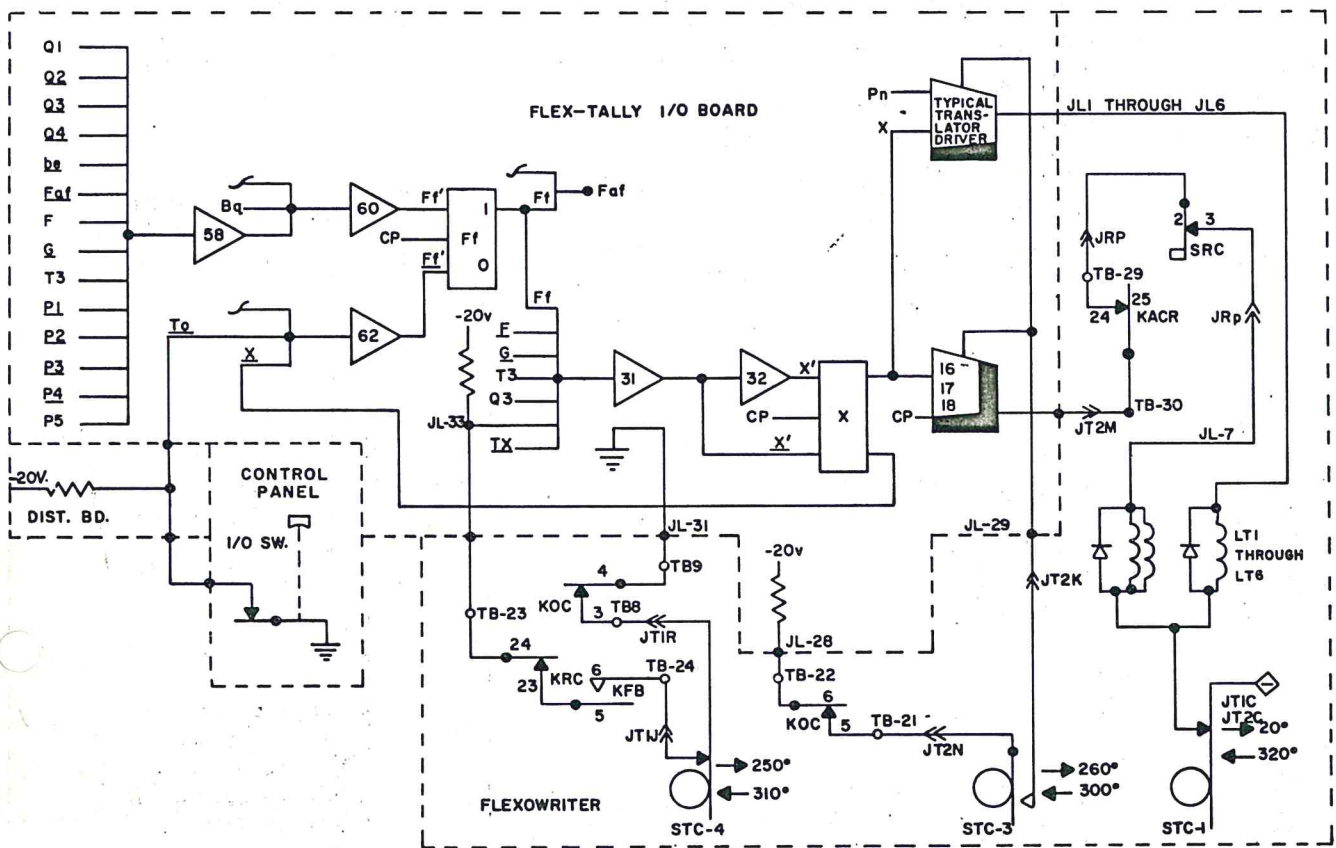 Q1
Q2
Q3
Q4
be
Faf
F
G
T3
P1
P2
P3
P4
P5
58
Bq
60
Ff'
CP
Ff'
1
Ff
0
Ff
Faf
To
X
62
FLEX-TALLY I/O BOARD
-20v
JL-33
Ff
F
G
T3
Q3
TX
31
32
X'
CP
X'
X
Pn
X
TYPICAL
TRANS-
LATOR
DRIVER
16
17
18
CP
JL1 THROUGH JL6
JRP
2 3
SRC
TB-29
25
24
KACR
JRp
TB-30
JT2M
JL-7
-20V.
DIST. BD.
CONTROL
PANEL
I/O SW.
JL-31
JL-29
LT1
THROUGH
LT6
TB9
4
KOC
3
TB8
JT1R
TB-23
24
KRC
23
6
KFB
5
TB-24
JT1J
250°
310°
STC-4
FLEXOWRITER
-20v
JL-28
TB-22
6
KOC
5
TB-21
JT2N
JT2K
260°
300°
STC-3
JT1C
JT2C
20°
320°
STC-1